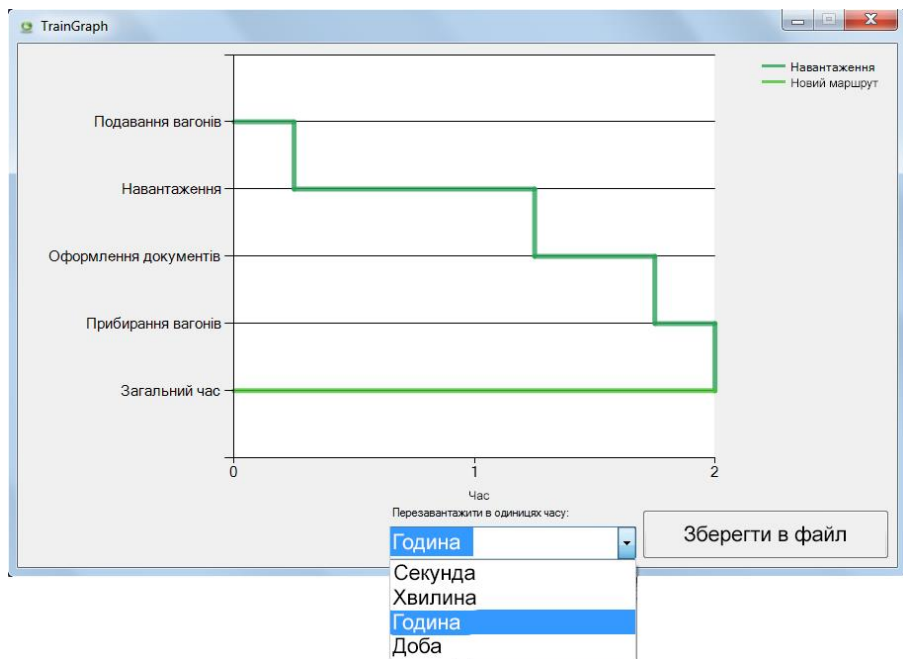 TrainGraph
Навантаження
Новий маршрут
Подавання вагонів
Навантаження
Оформлення документів
Прибирання вагонів
Загальний час
0 1 2
Час
Перезавантажити в одиницях часу:
Година
Зберегти в файл
Секунда
Хвилина
Година
Доба